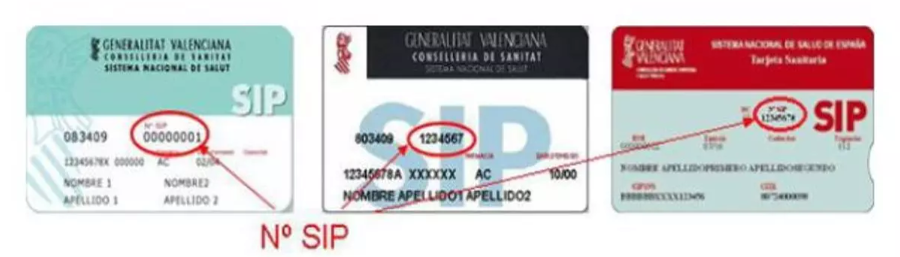 GENERALITAT VALENCIANA
CONSELLERIA DE SANITAT
SISTEMA NACIONAL DE SALUT
SIP
Nº SIP
083409 00000001
12345678X 000000 AC 02/04
NOMBRE 1 NOMBRE2
APELLIDO 1 APELLIDO 2
GENERALITAT VALENCIANA
CONSELLERIA DE SANITAT
SISTEMA NACIONAL DE SALUT
SIP
803409 1234567
12345678A XXXXXX AC 10/00
NOMBRE APELLIDO1 APELLIDO2
GENERALITAT
VALENCIANA
SISTEMA NACIONAL DE SALUD DE ESPAÑA
Tarjeta Sanitaria
Nº SIP
12345678
SIP
NOMBRE APELLIDOPRIMERO APELLIDOSEGUNDO
Nº SIP